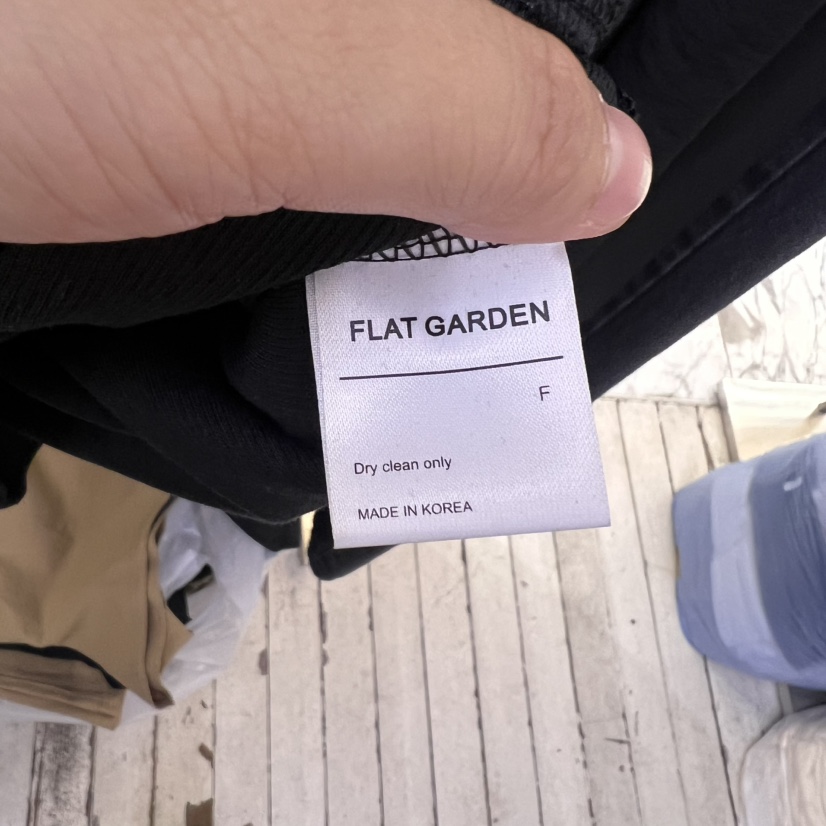 FLAT GARDEN
F
Dry clean only
MADE IN KOREA